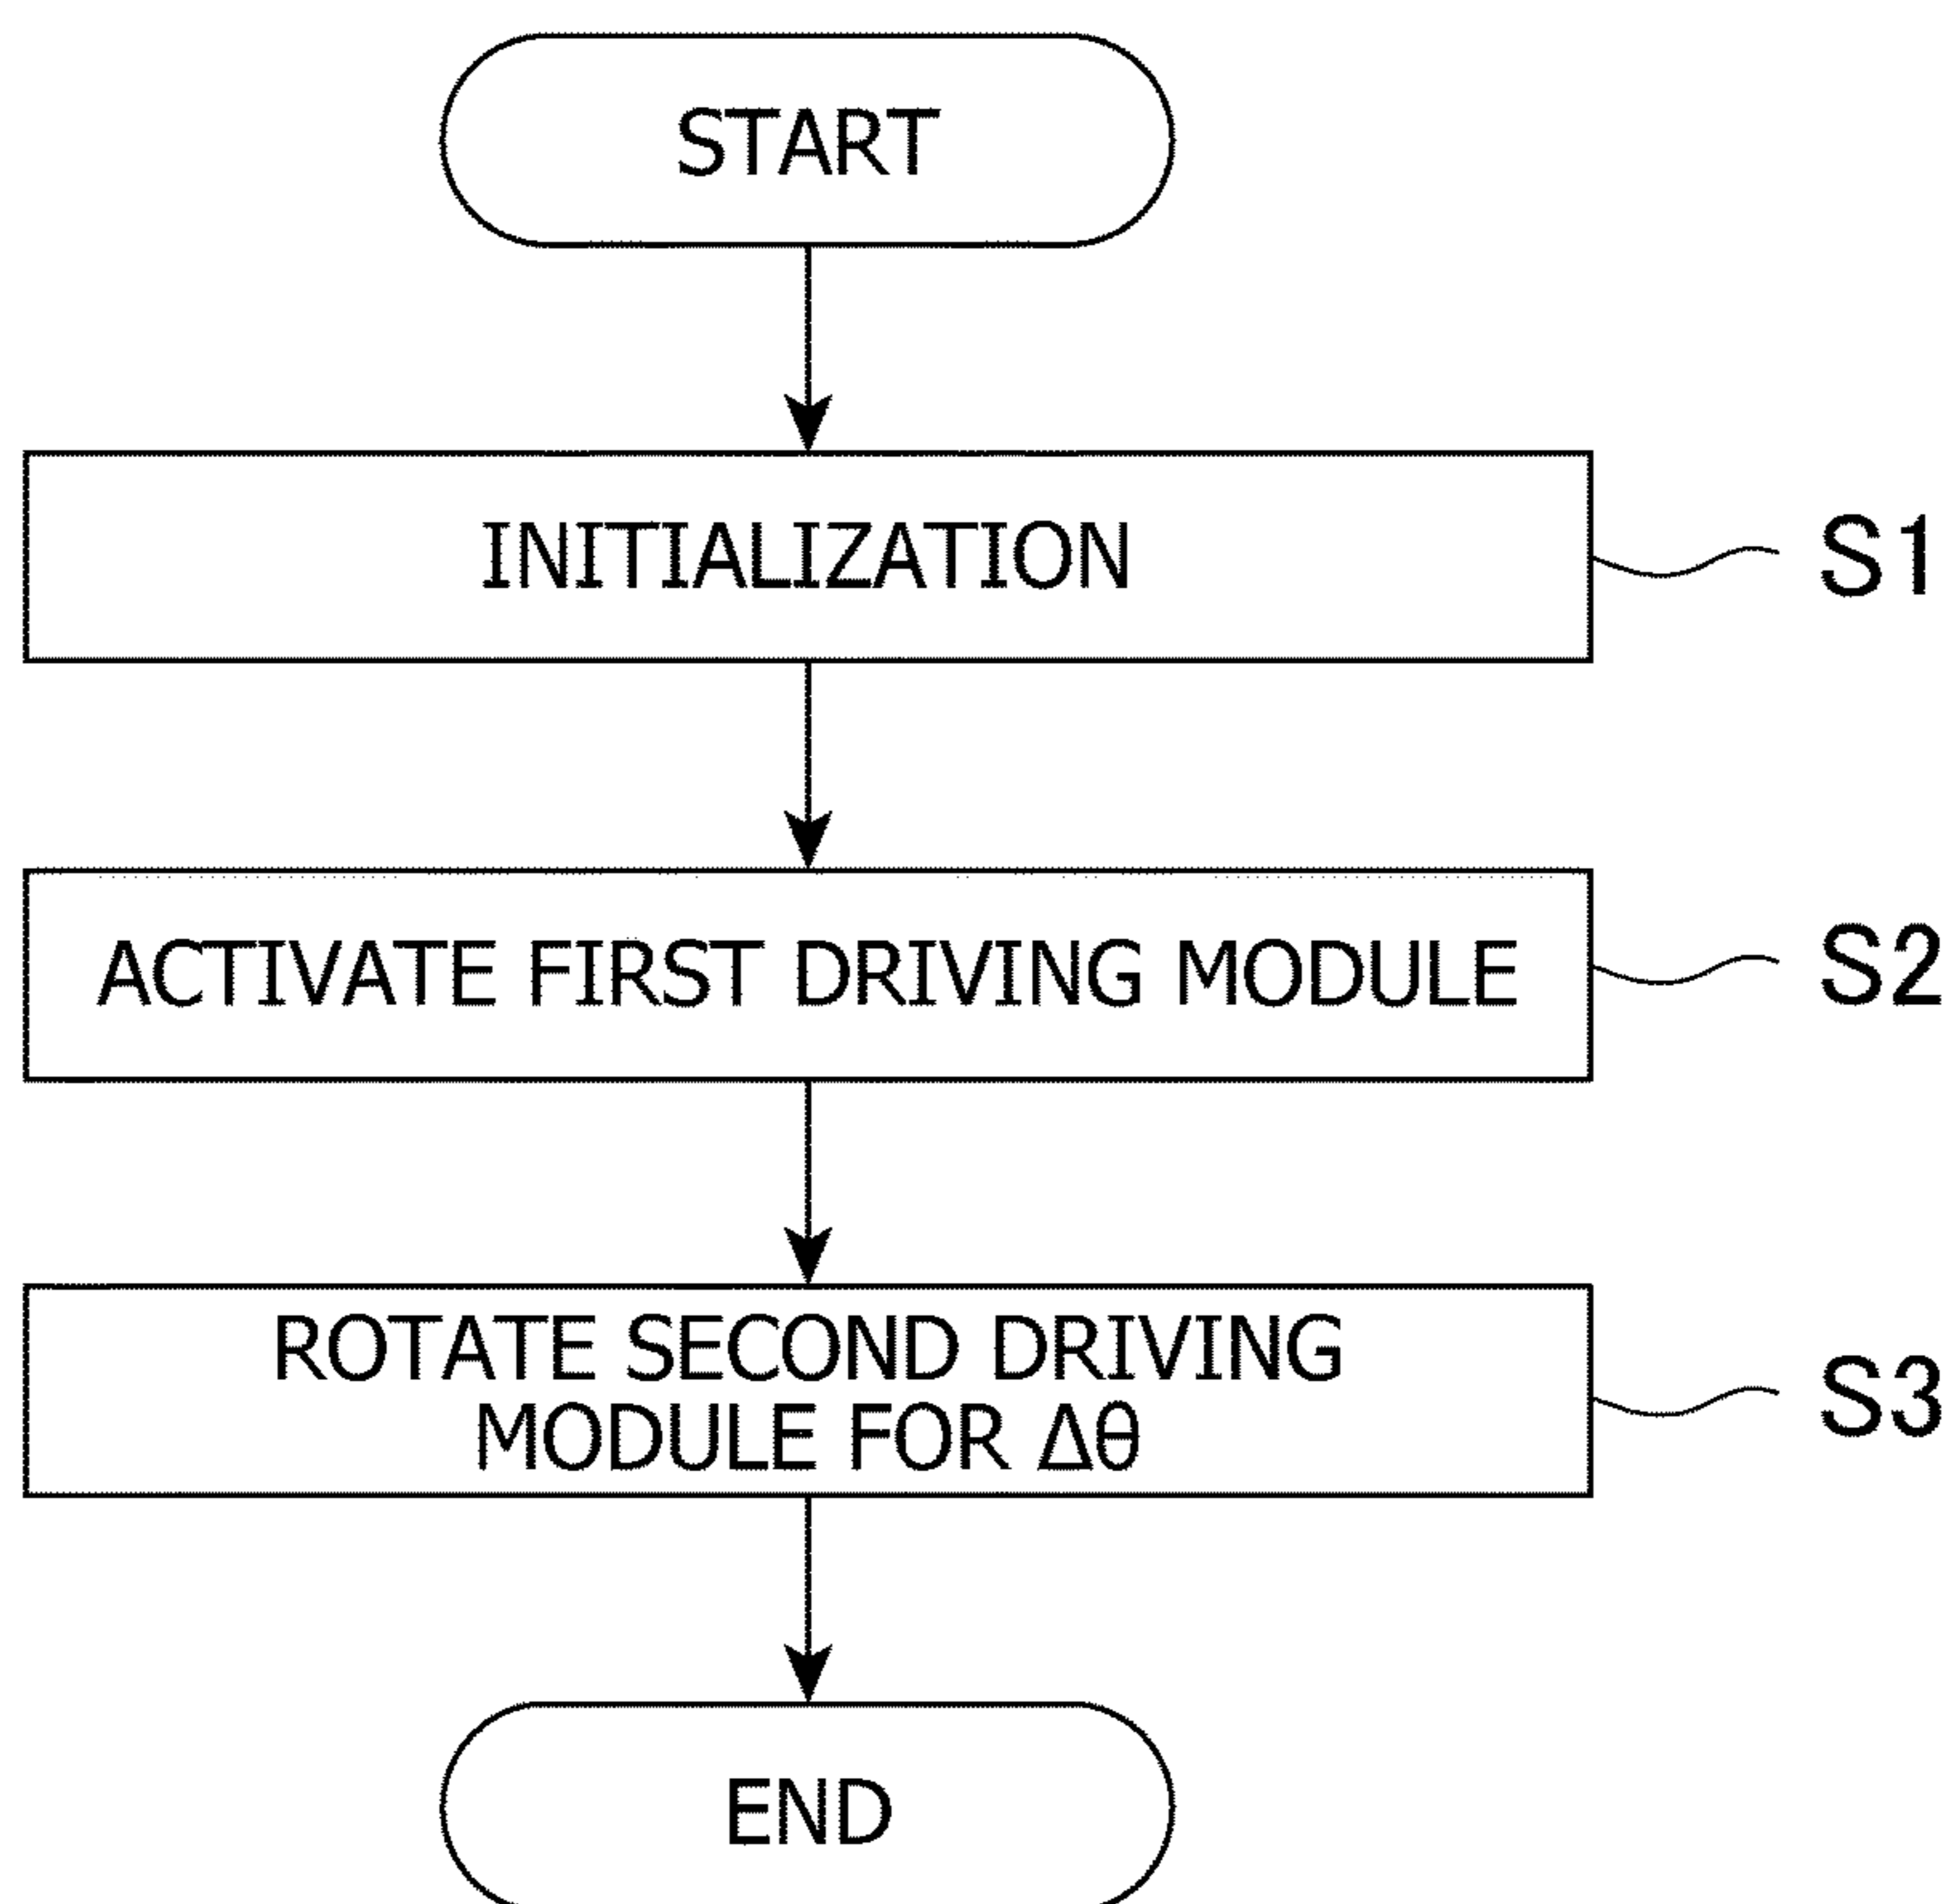 START
INITIALIZATION
S1
ACTIVATE FIRST DRIVING MODULE
S2
ROTATE SECOND DRIVING
MODULE FOR Δθ
S3
END